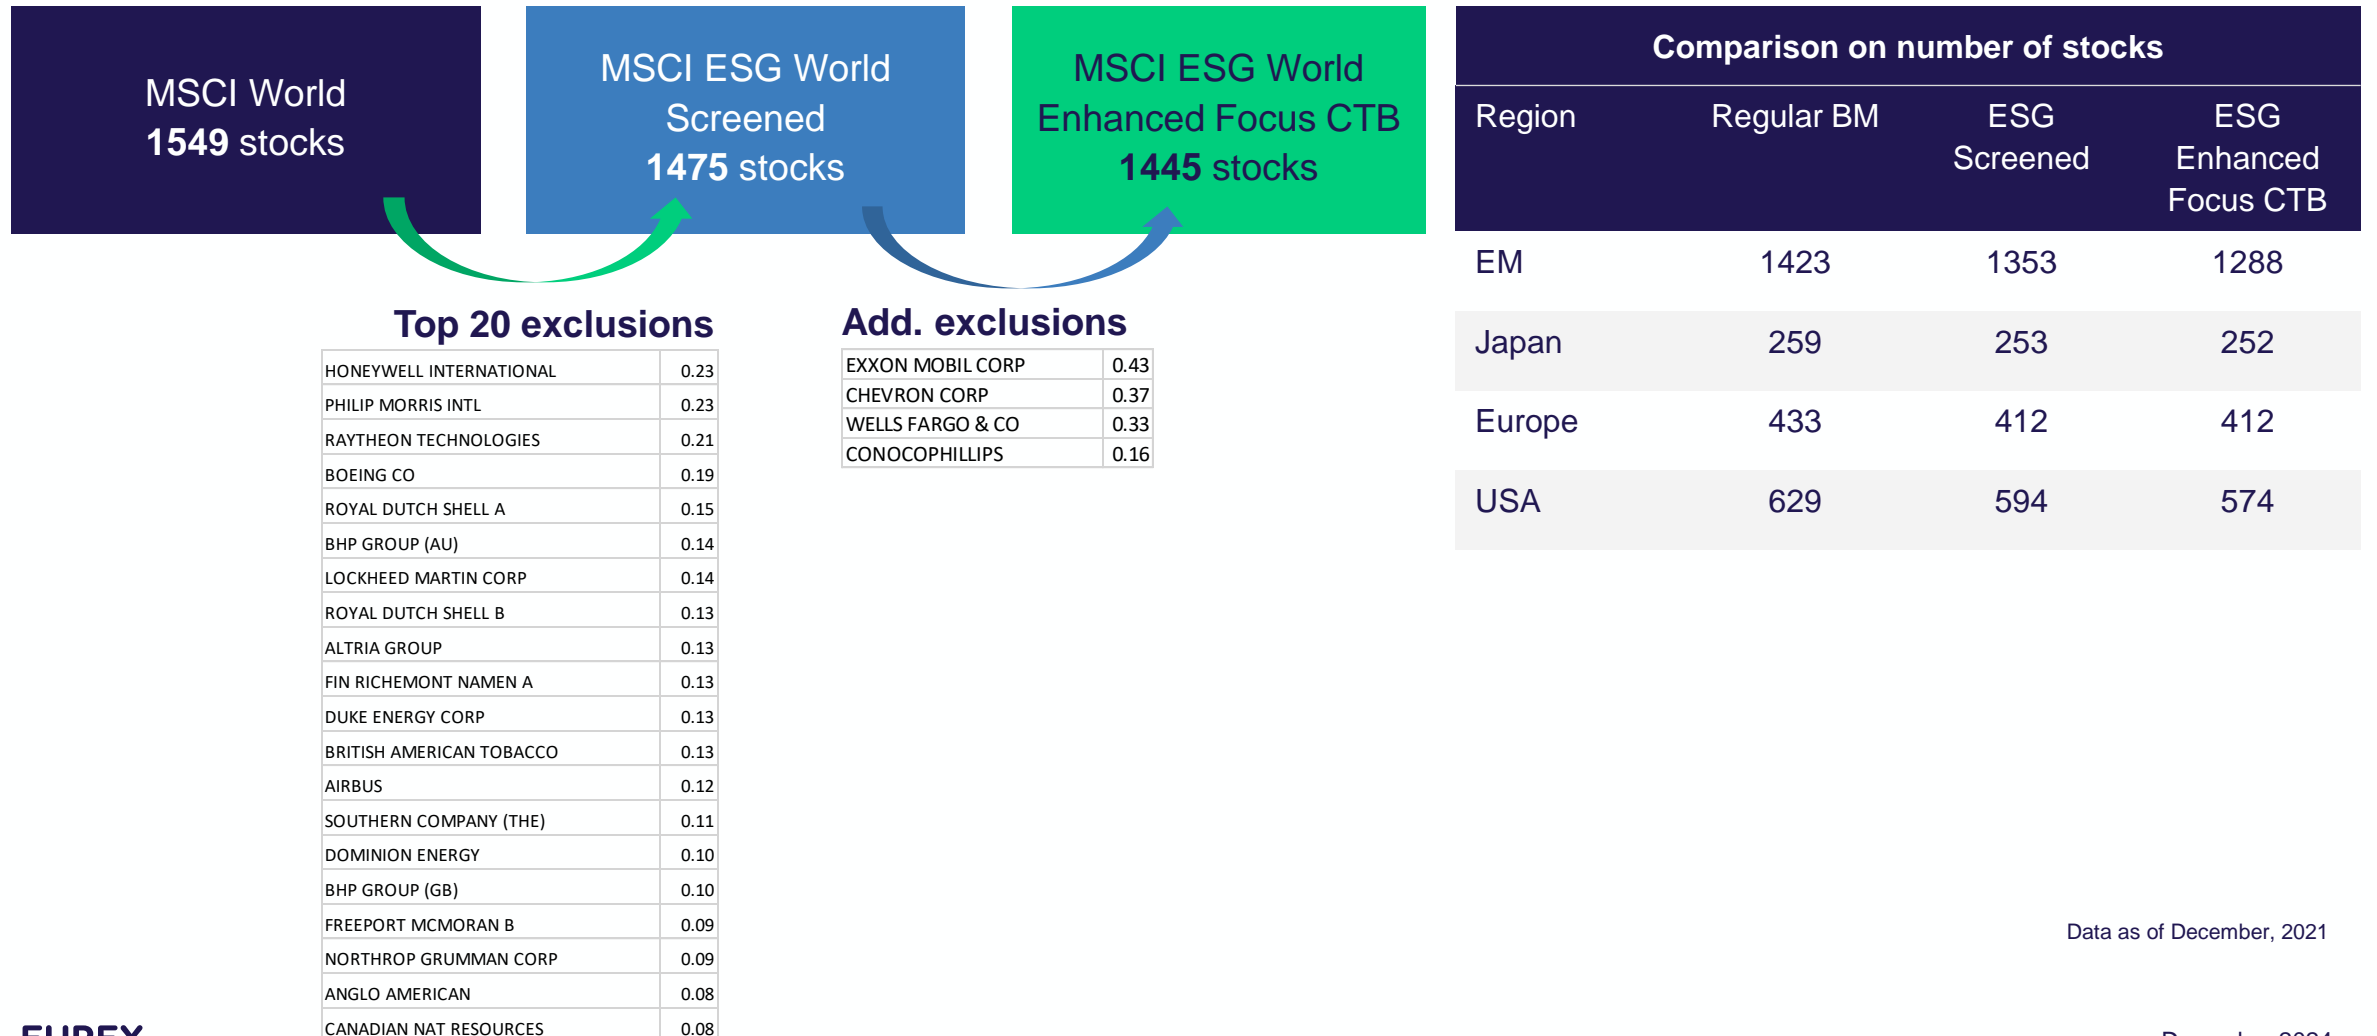 MSCI World
1549 stocks
MSCI ESG World
Screened
1475 stocks
MSCI ESG World
Enhanced Focus CTB
1445 stocks
Top 20 exclusions
HONEYWELL INTERNATIONAL 0.23
PHILIP MORRIS INTL 0.23
RAYTHEON TECHNOLOGIES 0.21
BOEING CO 0.19
ROYAL DUTCH SHELL A 0.15
BHP GROUP (AU) 0.14
LOCKHEED MARTIN CORP 0.14
ROYAL DUTCH SHELL B 0.13
ALTRIA GROUP 0.13
FIN RICHEMONT NAMEN A 0.13
DUKE ENERGY CORP 0.13
BRITISH AMERICAN TOBACCO 0.13
AIRBUS 0.12
SOUTHERN COMPANY (THE) 0.11
DOMINION ENERGY 0.10
BHP GROUP (GB) 0.10
FREEPORT MCMORAN B 0.09
NORTHROP GRUMMAN CORP 0.09
ANGLO AMERICAN 0.08
CANADIAN NAT RESOURCES 0.08
Add. exclusions
EXXON MOBIL CORP 0.43
CHEVRON CORP 0.37
WELLS FARGO & CO 0.33
CONOCOPHILLIPS 0.16
Comparison on number of stocks
Region Regular BM ESG Screened ESG Enhanced Focus CTB
EM 1423 1353 1288
Japan 259 253 252
Europe 433 412 412
USA 629 594 574
Data as of December, 2021
EUREX